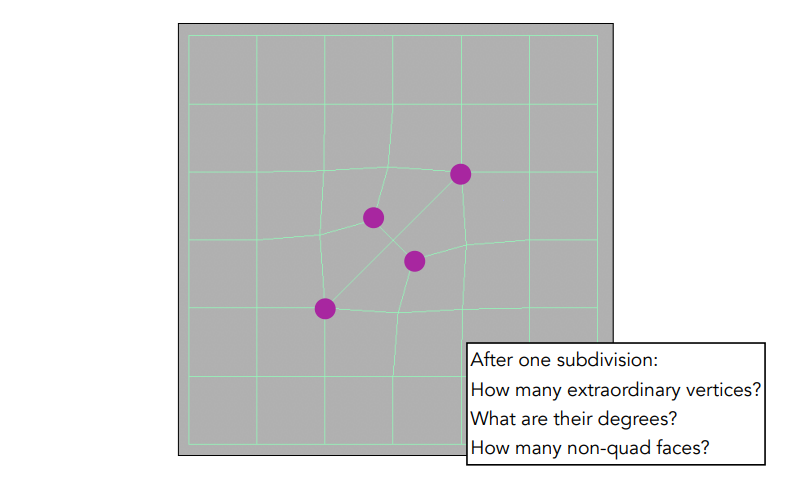 After one subdivision:
How many extraordinary vertices?
What are their degrees?
How many non-quad faces?